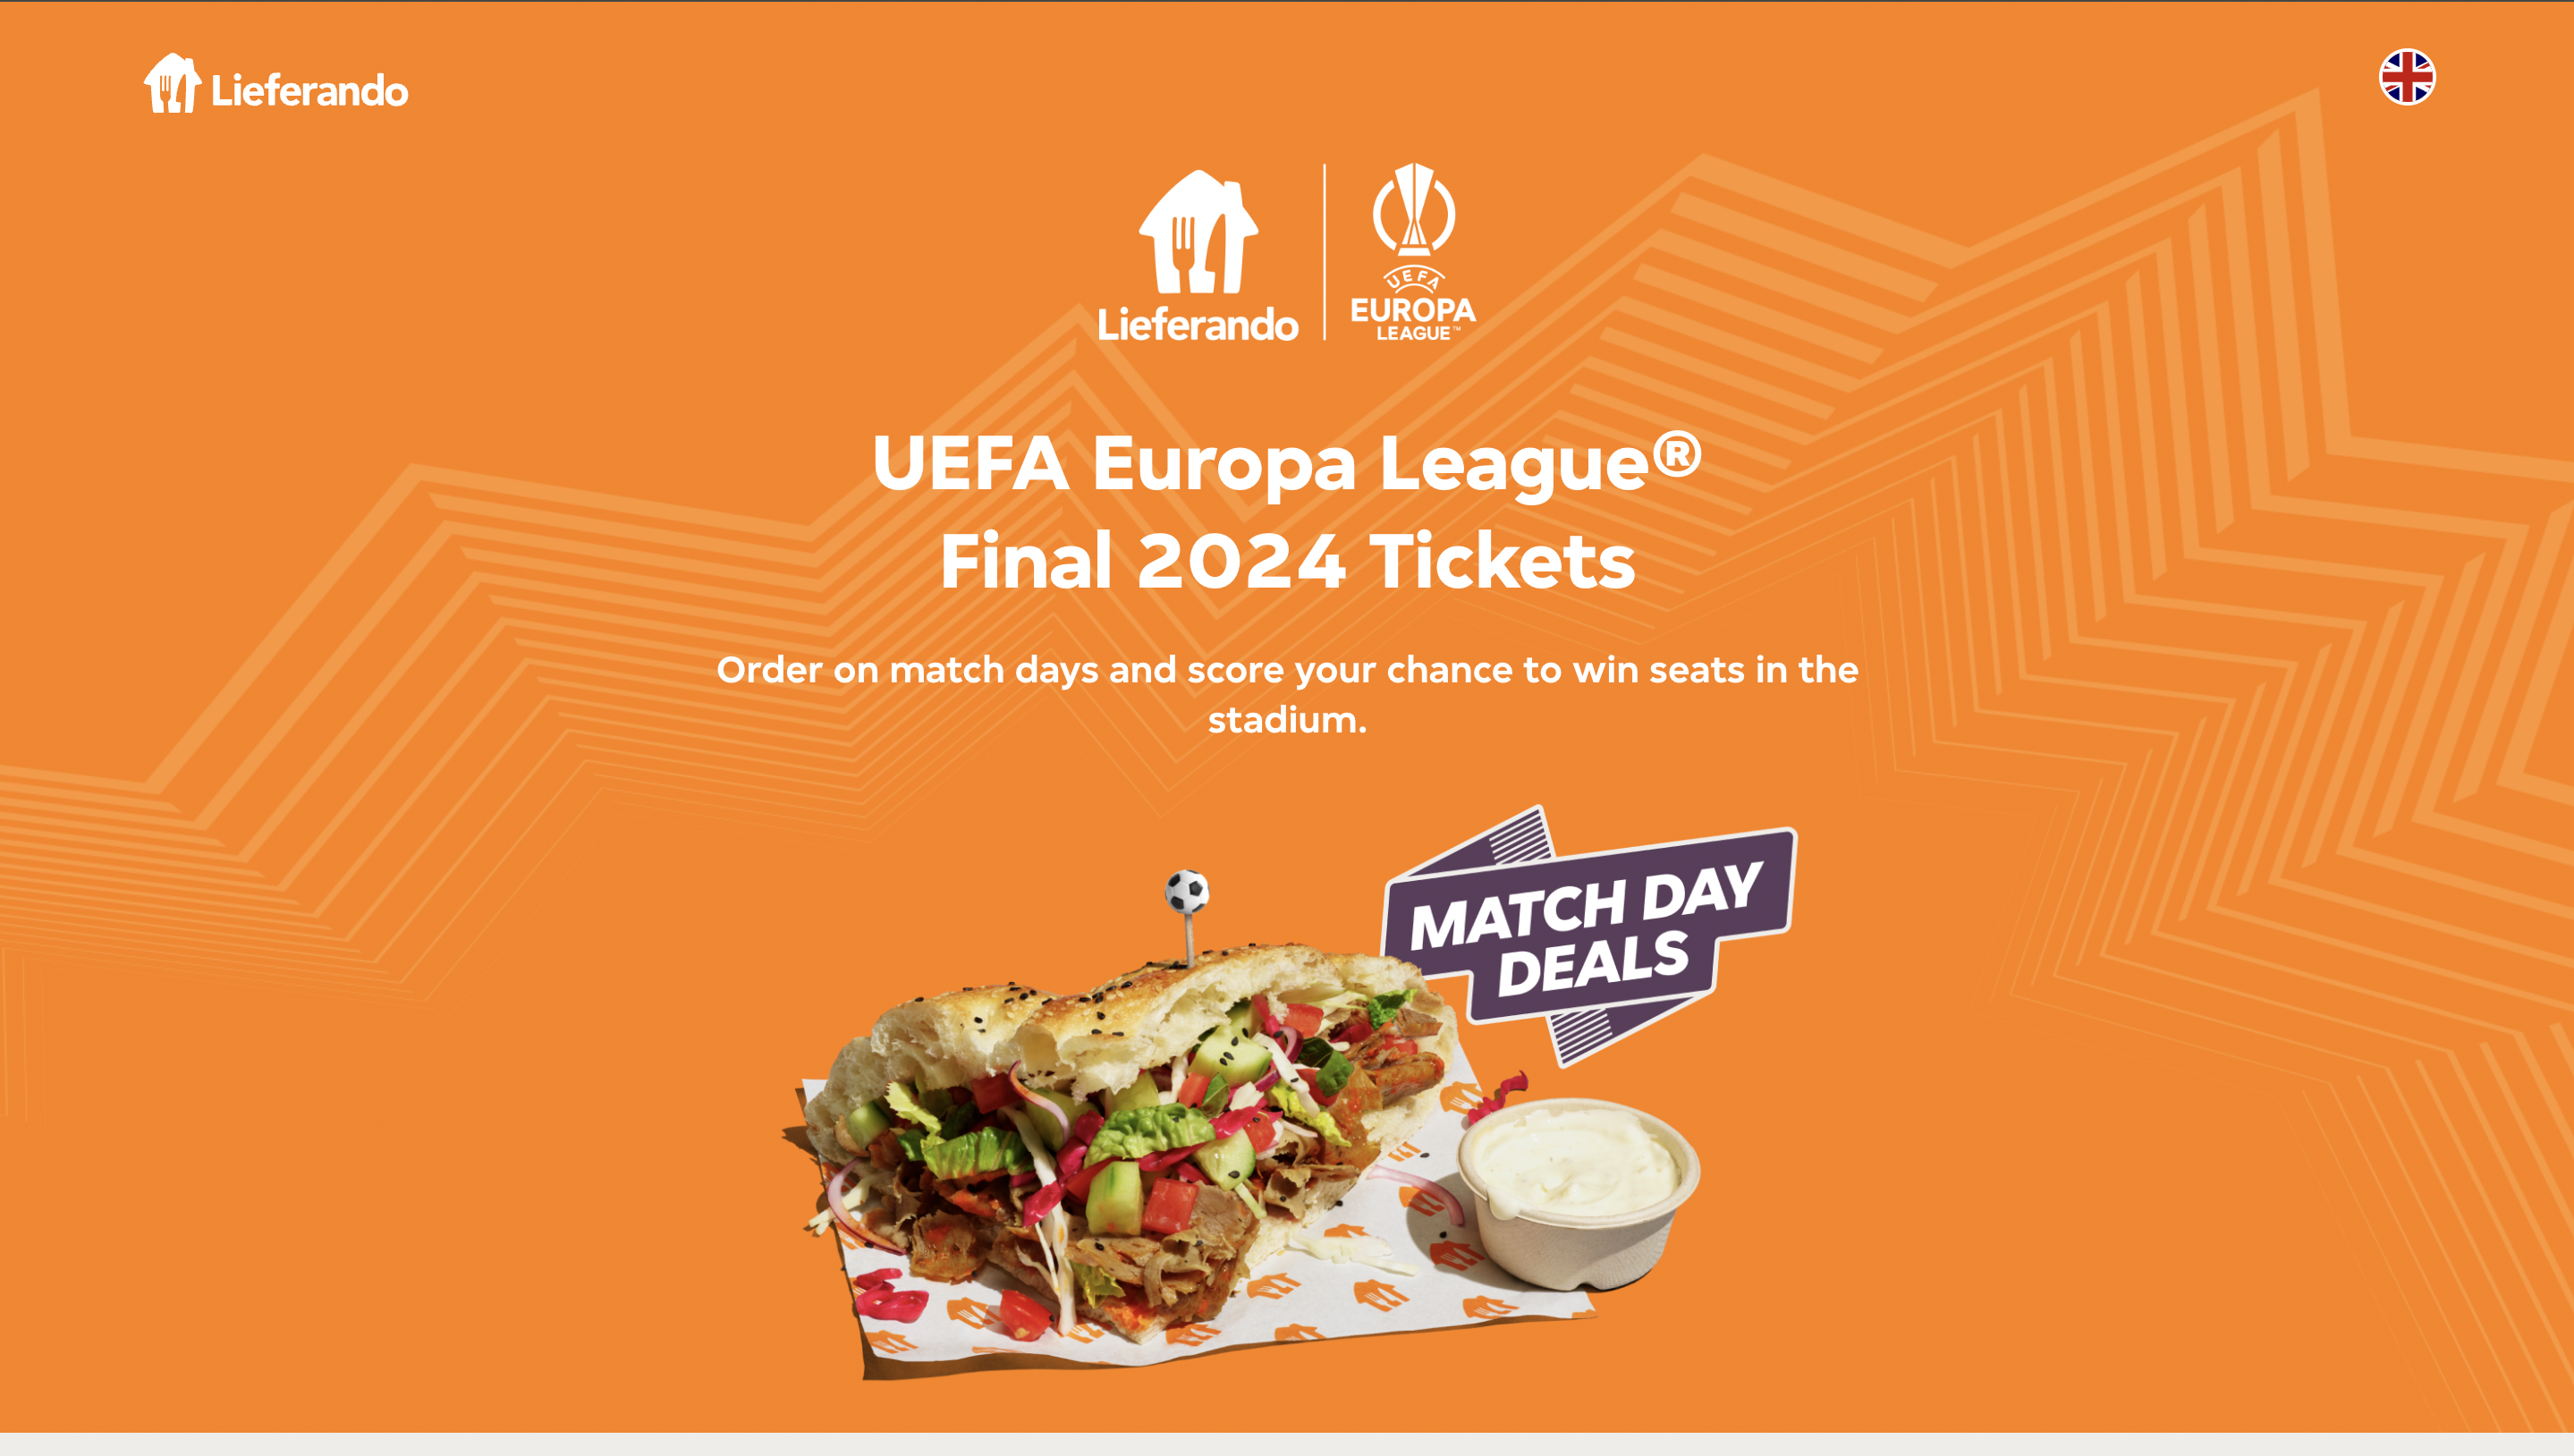 Lieferando
Lieferando
UEFA
EUROPA
LEAGUE™
UEFA Europa League®
Final 2024 Tickets
Order on match days and score your chance to win seats in the
stadium.
MATCH DAY
DEALS